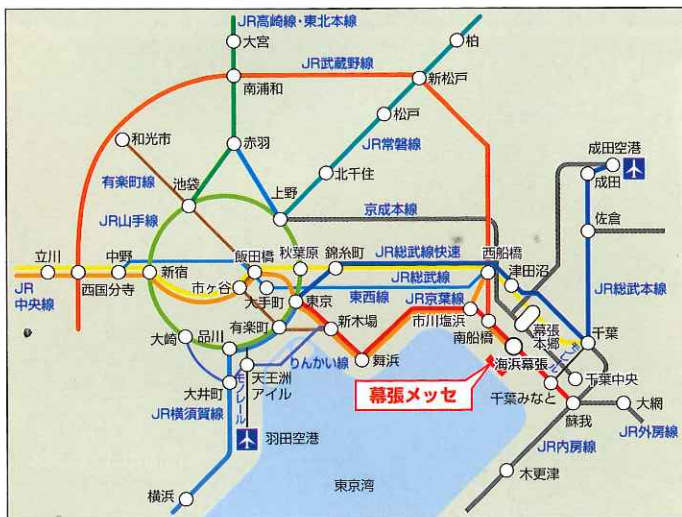 JR高崎線・東北本線
大宮
柏
JR武蔵野線
南浦和
新松戸
松戸
和光市
赤羽
JR常磐線
成田空港
有楽町線
池袋
北千住
成田
上野
京成本線
JR山手線
佐倉
立川
中野
飯田橋
秋葉原
錦糸町
JR総武線快速
西船橋
津田沼
JR総武本線
新宿
JR総武線
JR
中央線
西国分寺
市ヶ谷
大手町
東京
東西線
JR京葉線
幕張
本郷
千葉
有楽町
新木場
市川塩浜
南船橋
大崎
品川
りんかい線
舞浜
海浜幕張
千葉中央
天王洲
アイル
大井町
モノレール
幕張メッセ
千葉みなと
大網
蘇我
JR横須賀線
JR外房線
羽田空港
JR内房線
木更津
横浜
東京湾